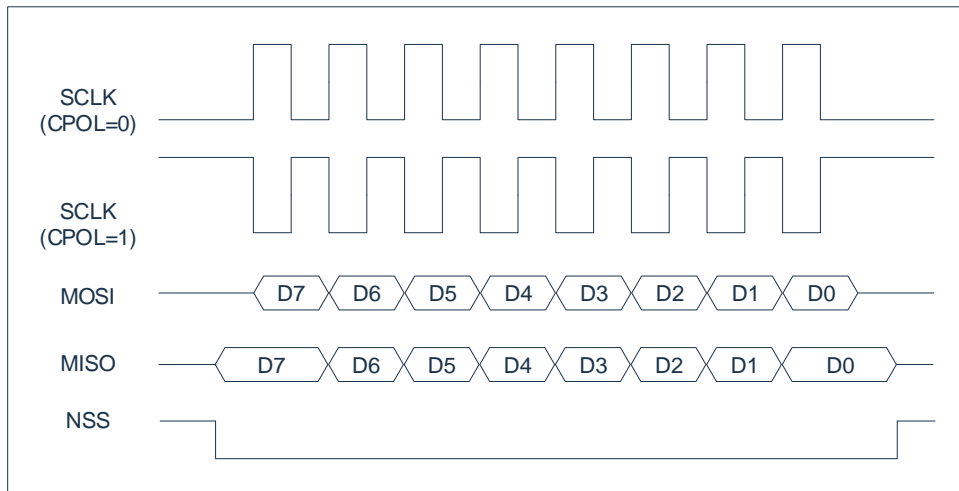 SCLK
(CPOL=0)
SCLK
(CPOL=1)
MOSI D7 D6 D5 D4 D3 D2 D1 D0
MISO D7 D6 D5 D4 D3 D2 D1 D0
NSS